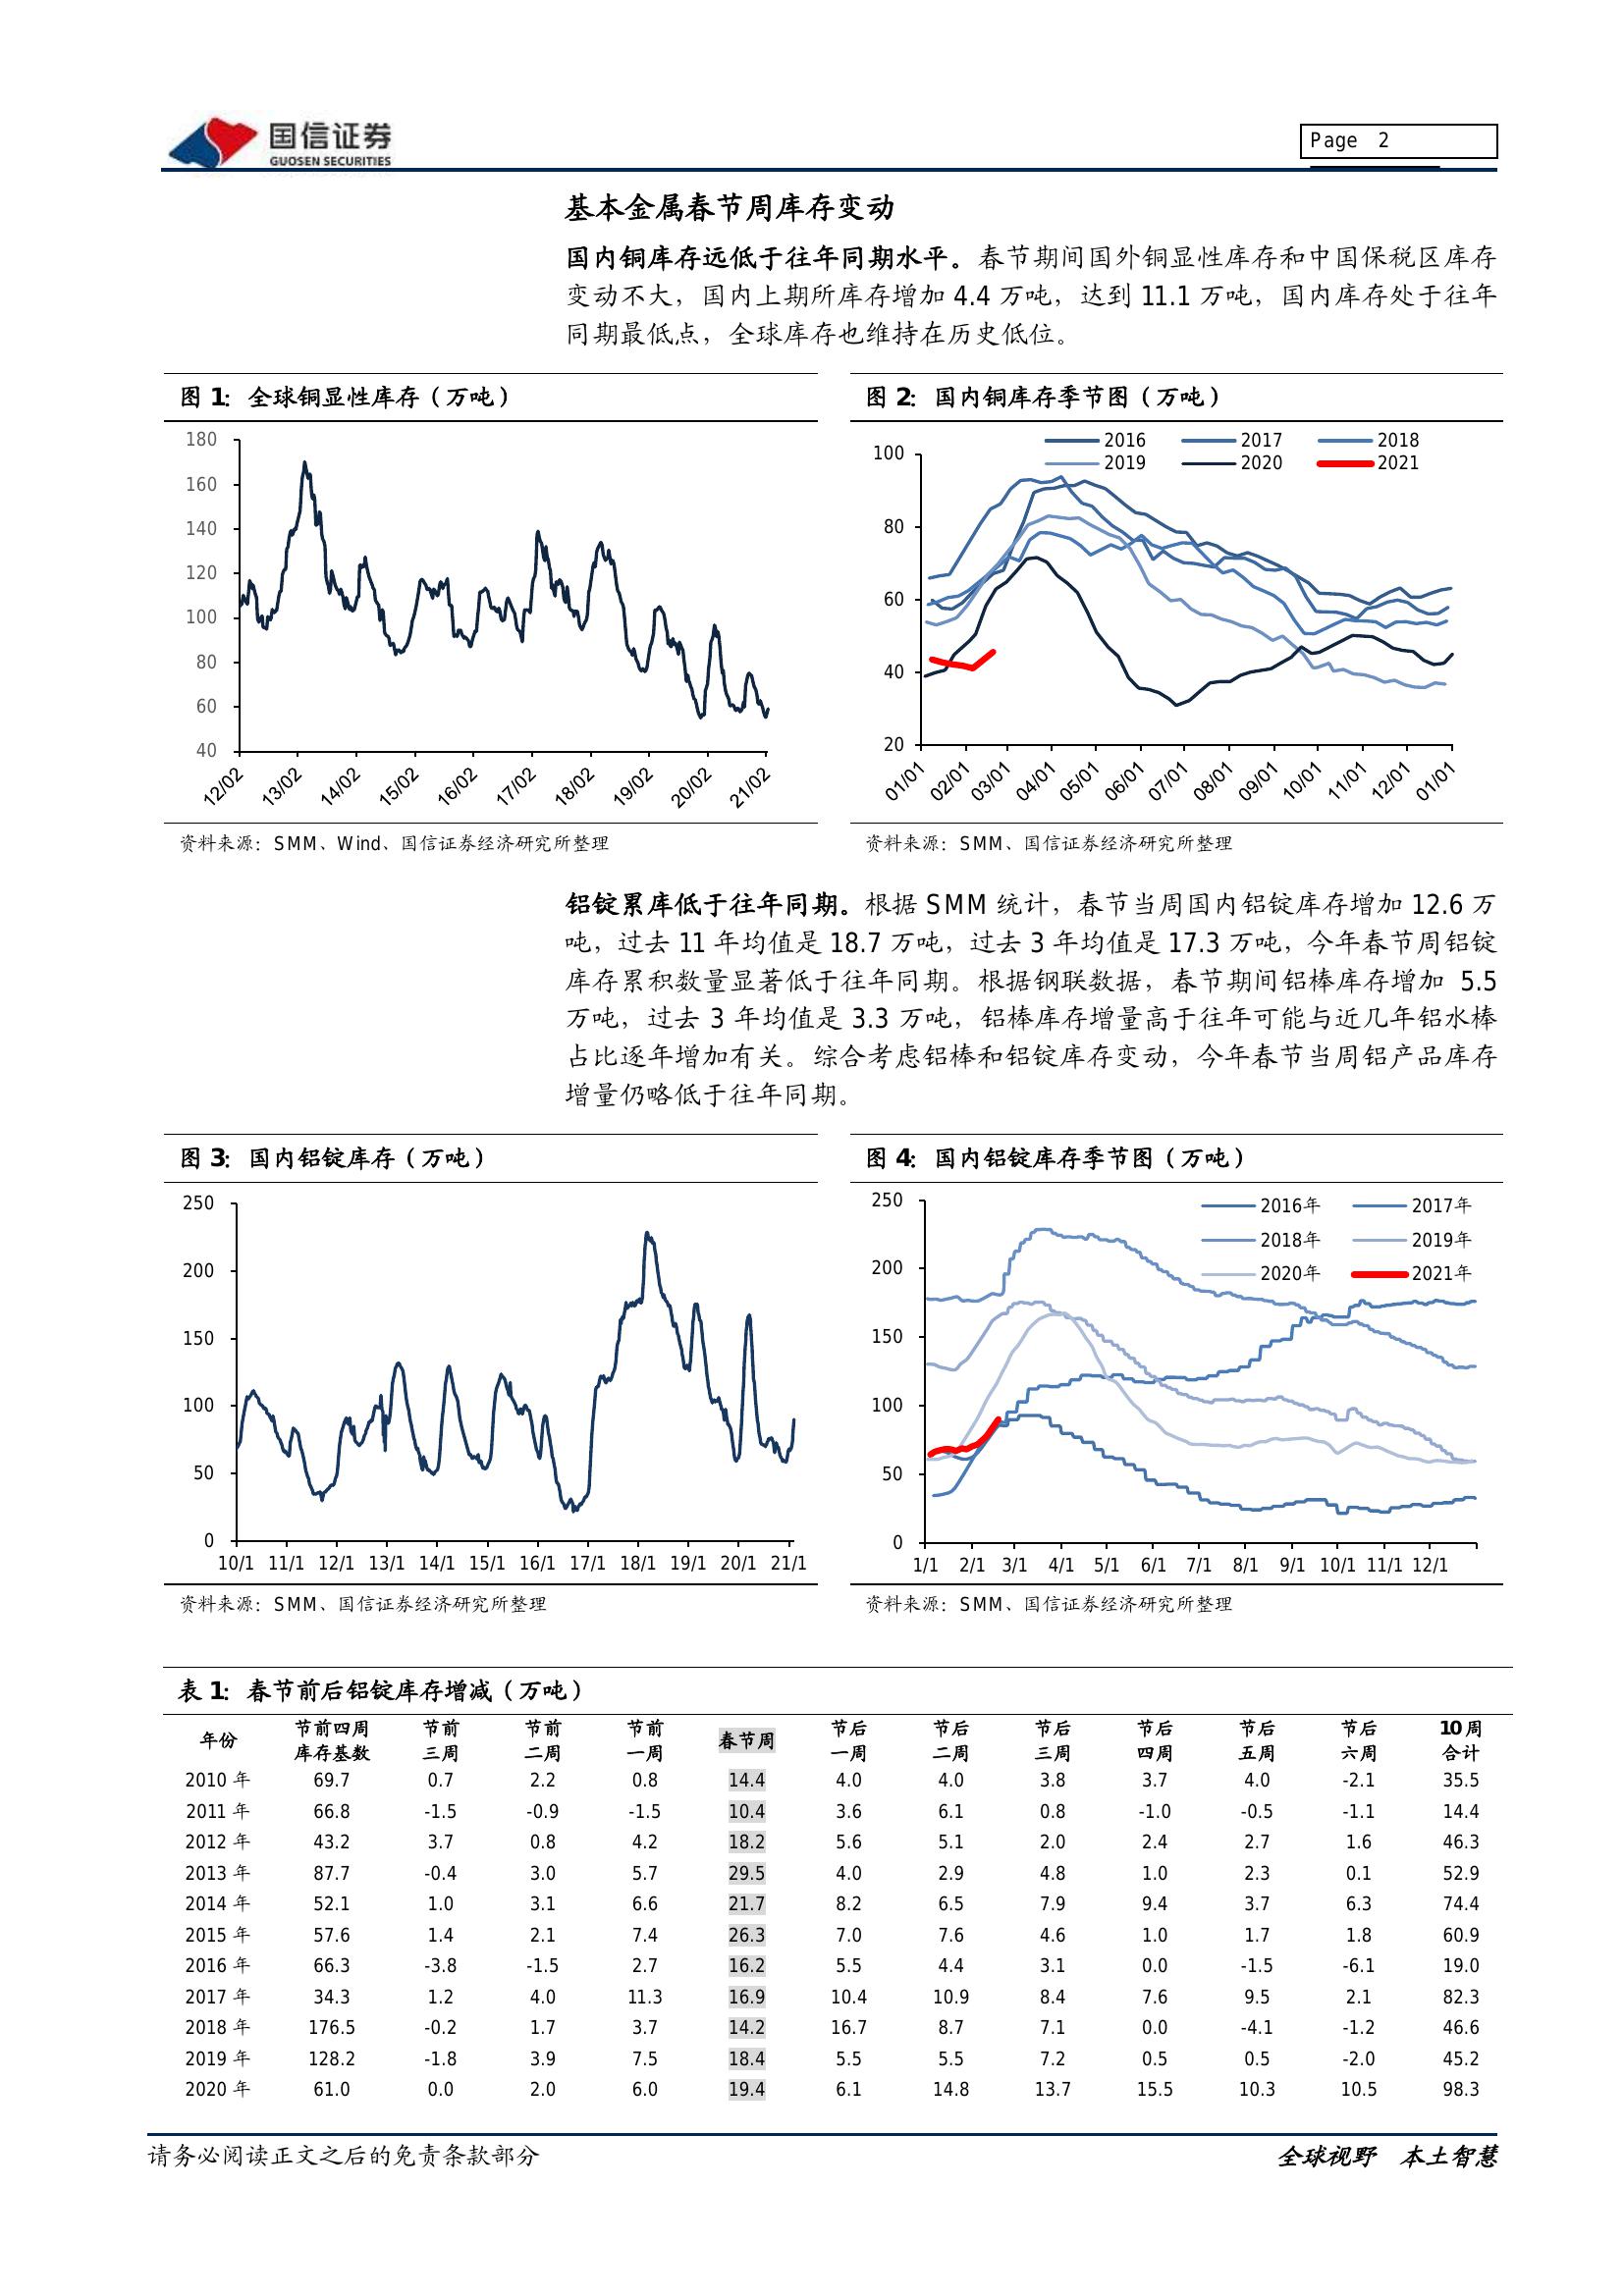 国信证券
GUOSEN SECURITIES
Page 2
基本金属春节周库存变动
国内铜库存远低于往年同期水平。春节期间国外铜显性库存和中国保税区库存
变动不大，国内上期所库存增加 4.4 万吨，达到 11.1 万吨，国内库存处于往年
同期最低点，全球库存也维持在历史低位。
图 1：全球铜显性库存（万吨）
180
160
140
120
100
80
60
40
12/02 13/02 14/02 15/02 16/02 17/02 18/02 19/02 20/02 21/02
资料来源：SMM、Wind、国信证券经济研究所整理
图 2：国内铜库存季节图（万吨）
2016 2017 2018
2019 2020 2021
100
80
60
40
20
01/01 02/01 03/01 04/01 05/01 06/01 07/01 08/01 09/01 10/01 11/01 12/01 01/01
资料来源：SMM、国信证券经济研究所整理
铝锭累库低于往年同期。根据 SMM 统计，春节当周国内铝锭库存增加 12.6 万
吨，过去 11 年均值是 18.7 万吨，过去 3 年均值是 17.3 万吨，今年春节周铝锭
库存累积数量显著低于往年同期。根据钢联数据，春节期间铝棒库存增加 5.5
万吨，过去 3 年均值是 3.3 万吨，铝棒库存增量高于往年可能与近几年铝水棒
占比逐年增加有关。综合考虑铝棒和铝锭库存变动，今年春节当周铝产品库存
增量仍略低于往年同期。
图 3：国内铝锭库存（万吨）
250
200
150
100
50
0
10/1 11/1 12/1 13/1 14/1 15/1 16/1 17/1 18/1 19/1 20/1 21/1
资料来源：SMM、国信证券经济研究所整理
图 4：国内铝锭库存季节图（万吨）
2016年 2017年
2018年 2019年
2020年 2021年
250
200
150
100
50
0
1/1 2/1 3/1 4/1 5/1 6/1 7/1 8/1 9/1 10/1 11/1 12/1
资料来源：SMM、国信证券经济研究所整理
表 1：春节前后铝锭库存增减（万吨）
年份 节前四周库存基数 节前三周 节前二周 节前一周 春节周 节后一周 节后二周 节后三周 节后四周 节后五周 节后六周 10 周合计
2010 年 69.7 0.7 2.2 0.8 14.4 4.0 4.0 3.8 3.7 4.0 -2.1 35.5
2011 年 66.8 -1.5 -0.9 -1.5 10.4 3.6 6.1 0.8 -1.0 -0.5 -1.1 14.4
2012 年 43.2 3.7 0.8 4.2 18.2 5.6 5.1 2.0 2.4 2.7 1.6 46.3
2013 年 87.7 -0.4 3.0 5.7 29.5 4.0 2.9 4.8 1.0 2.3 0.1 52.9
2014 年 52.1 1.0 3.1 6.6 21.7 8.2 6.5 7.9 9.4 3.7 6.3 74.4
2015 年 57.6 1.4 2.1 7.4 26.3 7.0 7.6 4.6 1.0 1.7 1.8 60.9
2016 年 66.3 -3.8 -1.5 2.7 16.2 5.5 4.4 3.1 0.0 -1.5 -6.1 19.0
2017 年 34.3 1.2 4.0 11.3 16.9 10.4 10.9 8.4 7.6 9.5 2.1 82.3
2018 年 176.5 -0.2 1.7 3.7 14.2 16.7 8.7 7.1 0.0 -4.1 -1.2 46.6
2019 年 128.2 -1.8 3.9 7.5 18.4 5.5 5.5 7.2 0.5 0.5 -2.0 45.2
2020 年 61.0 0.0 2.0 6.0 19.4 6.1 14.8 13.7 15.5 10.3 10.5 98.3
请务必阅读正文之后的免责条款部分
全球视野 本土智慧